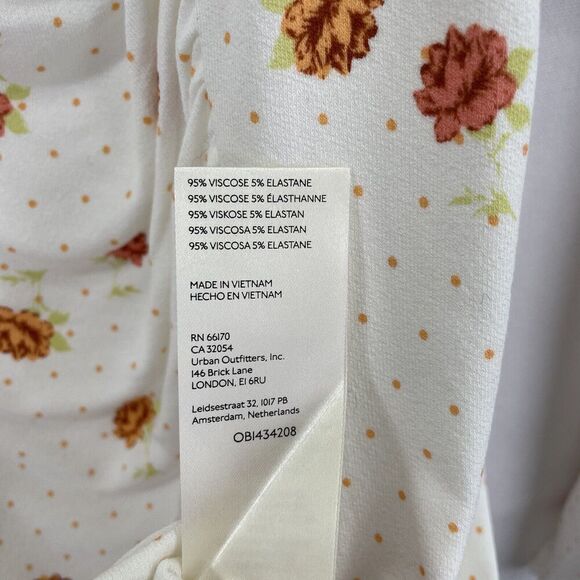 95% VISCOSE 5% ELASTANE
95% VISCOSE 5% ÉLASTHANNE
95% VISKOSE 5% ELASTAN
95% VISCOSA 5% ELASTAN
95% VISCOSA 5% ELASTANE
MADE IN VIETNAM
HECHO EN VIETNAM
RN 66170
CA 32054
Urban Outfitters, Inc.
146 Brick Lane
LONDON, E1 6RU
Leidsestraat 32, 1017 PB
Amsterdam, Netherlands
OB1434208